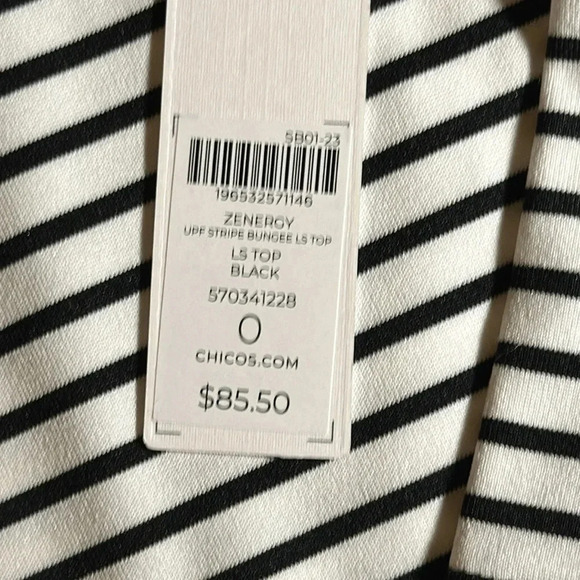 SB01-23
196532571146
ZENERGY
UPF STRIPE BUNGEE LS TOP
LS TOP
BLACK
570341228
0
CHICOS.COM
$85.50